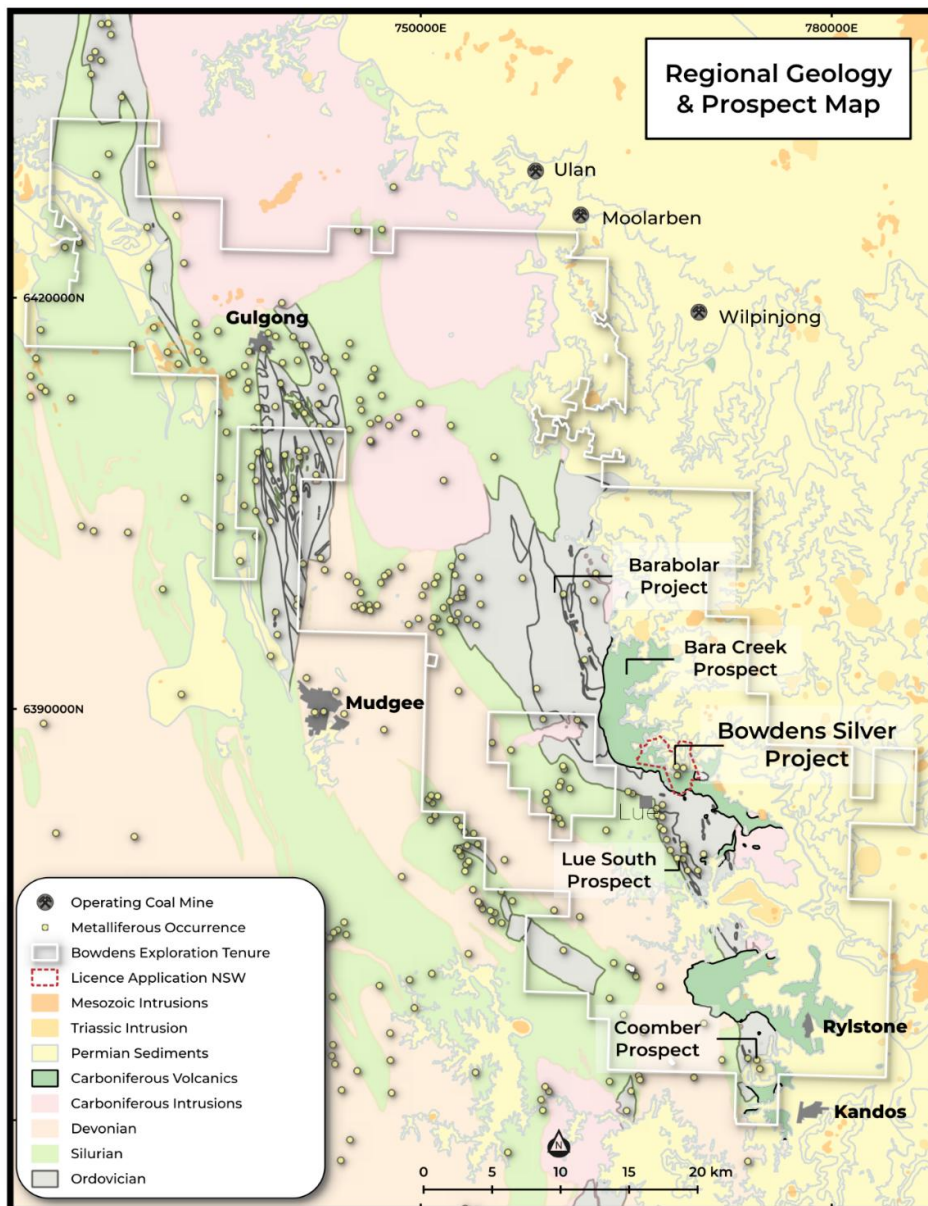 750000E
780000E
Regional Geology
& Prospect Map
Ulan
Moolarben
6420000N
Wilpinjong
Gulgong
Barabolar
Project
Bara Creek
Prospect
6390000N
Mudgee
Bowdens Silver
Project
Lue
Lue South
Prospect
Operating Coal Mine
Metalliferous Occurrence
Bowdens Exploration Tenure
Licence Application NSW
Mesozoic Intrusions
Triassic Intrusion
Permian Sediments
Carboniferous Volcanics
Carboniferous Intrusions
Devonian
Silurian
Ordovician
Coomber
Prospect
Rylstone
Kandos
N
0 5 10 15 20 km